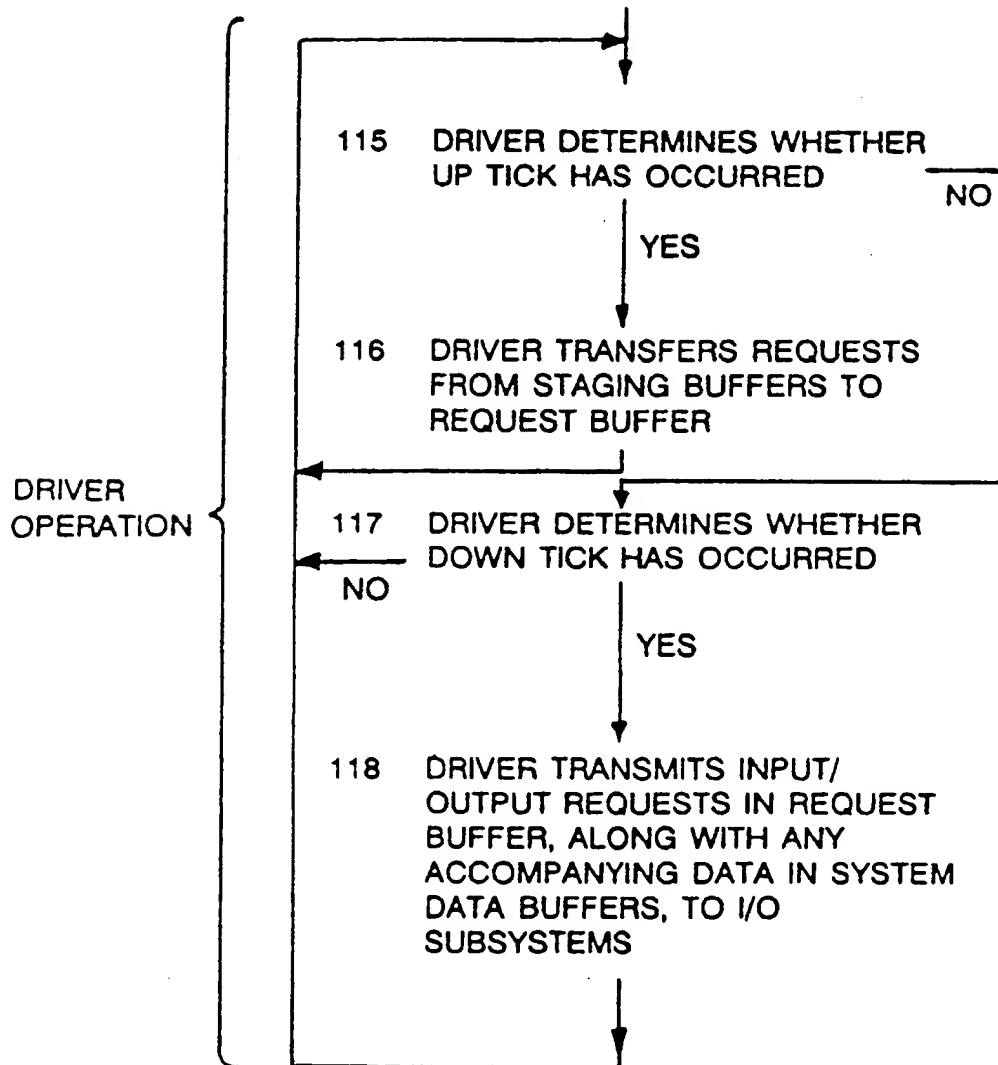 115 DRIVER DETERMINES WHETHER
UP TICK HAS OCCURRED
NO
YES
116 DRIVER TRANSFERS REQUESTS
FROM STAGING BUFFERS TO
REQUEST BUFFER
DRIVER
OPERATION
117 DRIVER DETERMINES WHETHER
DOWN TICK HAS OCCURRED
NO
YES
118 DRIVER TRANSMITS INPUT/
OUTPUT REQUESTS IN REQUEST
BUFFER, ALONG WITH ANY
ACCOMPANYING DATA IN SYSTEM
DATA BUFFERS, TO I/O
SUBSYSTEMS